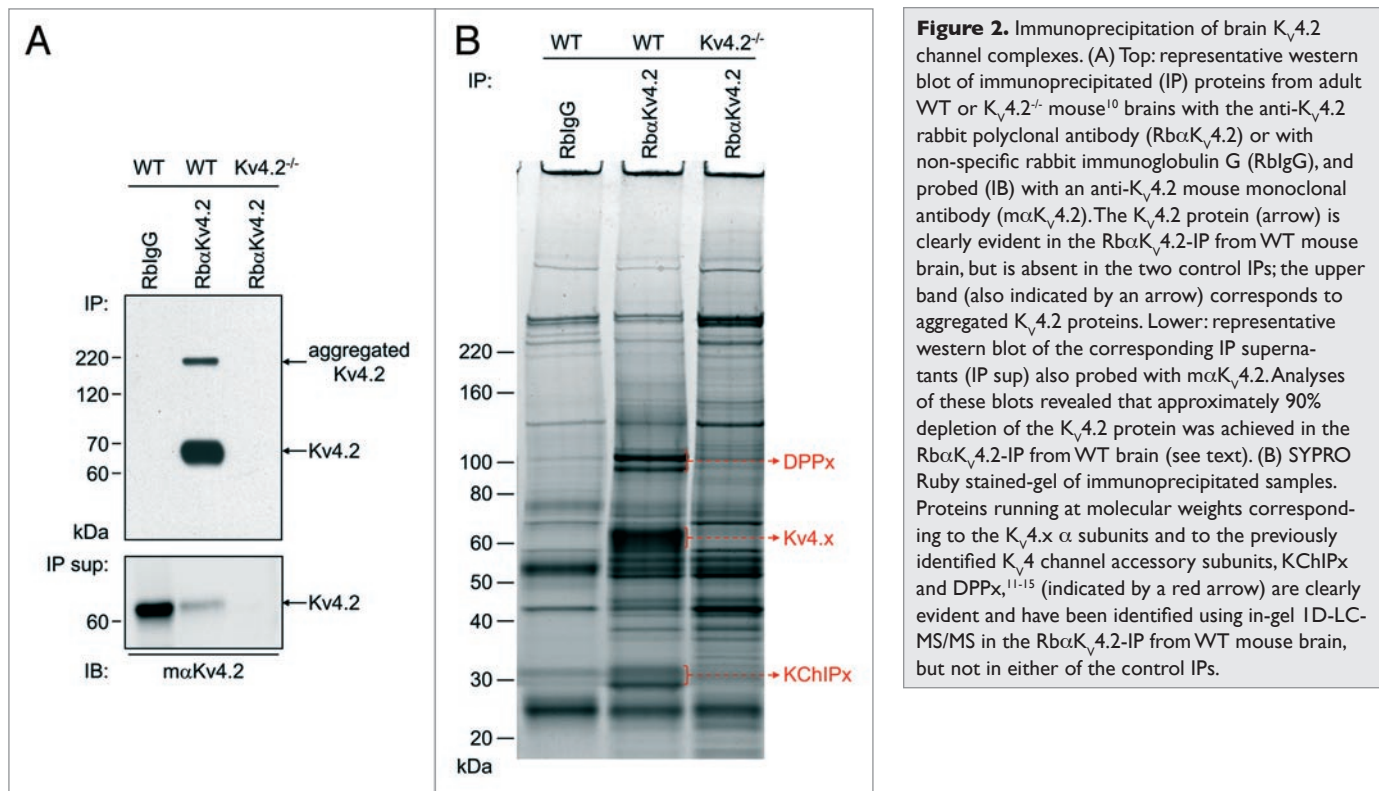 A
WT WT Kv4.2-/-
RbIgG
RbαKv4.2
RbαKv4.2
IP:
220
120
70
60
kDa
aggregated
Kv4.2
Kv4.2
IP sup:
60
Kv4.2
IB: mαKv4.2
B
WT WT Kv4.2-/-
IP:
RbIgG
RbαKv4.2
RbαKv4.2
220
160
100
80
60
50
40
30
20
kDa
DPPx
Kv4.x
KChIPx
Figure 2. Immunoprecipitation of brain Kv4.2
channel complexes. (A) Top: representative western
blot of immunoprecipitated (IP) proteins from adult
WT or Kv4.2-/- mouse10 brains with the anti-Kv4.2
rabbit polyclonal antibody (RbαKv4.2) or with
non-specific rabbit immunoglobulin G (RbIgG), and
probed (IB) with an anti-Kv4.2 mouse monoclonal
antibody (mαKv4.2). The Kv4.2 protein (arrow) is
clearly evident in the RbαKv4.2-IP from WT mouse
brain, but is absent in the two control IPs; the upper
band (also indicated by an arrow) corresponds to
aggregated Kv4.2 proteins. Lower: representative
western blot of the corresponding IP superna-
tants (IP sup) also probed with mαKv4.2. Analyses
of these blots revealed that approximately 90%
depletion of the Kv4.2 protein was achieved in the
RbαKv4.2-IP from WT brain (see text). (B) SYPRO
Ruby stained-gel of immunoprecipitated samples.
Proteins running at molecular weights correspond-
ing to the Kv4.x α subunits and to the previously
identified Kv4 channel accessory subunits, KChIPx
and DPPx,11-15 (indicated by a red arrow) are clearly
evident and have been identified using in-gel 1D-LC-
MS/MS in the RbαKv4.2-IP from WT mouse brain,
but not in either of the control IPs.